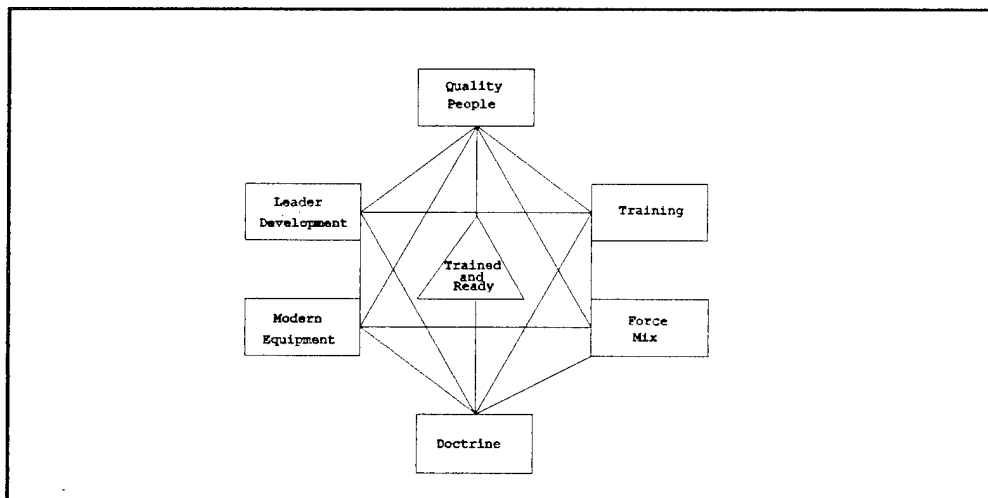 Quality
People
Leader
Development
Training
Trained
and
Ready
Modern
Equipment
Force
Mix
Doctrine